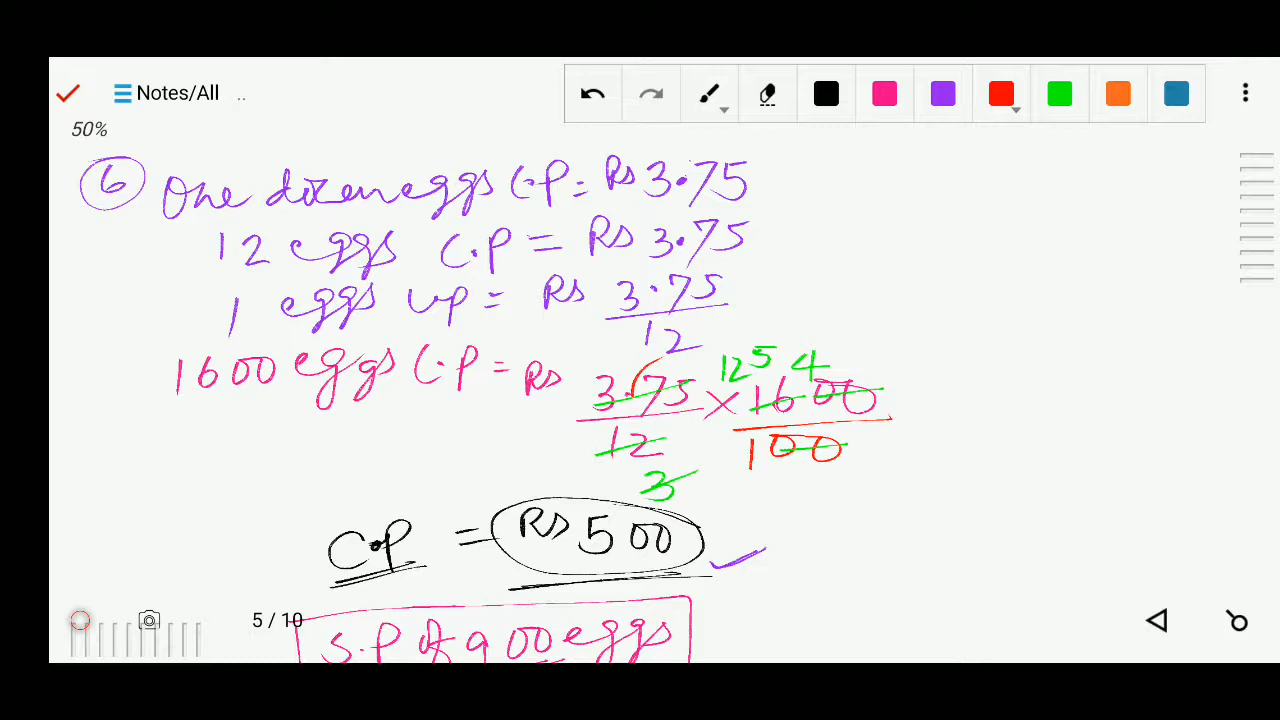 Notes/All ..
50%
6 One dozen eggs C.P = Rs 3.75
12 eggs C.P = Rs 3.75
1 eggs C.P = Rs 3.75
12
1600 eggs C.P = Rs 3.75 × 1600
125 4
12 100
3
C.P = Rs 500
5 / 10
S.P of 900 eggs